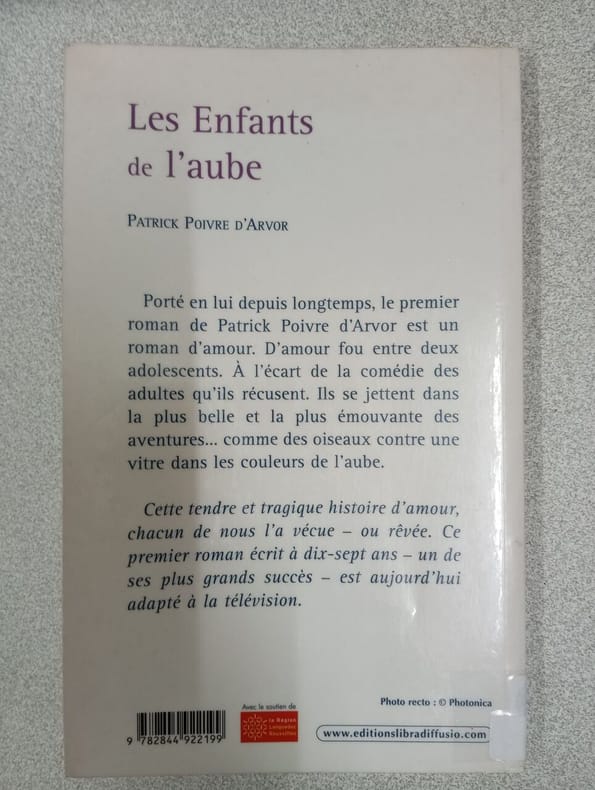 Les Enfants
de l'aube
PATRICK POIVRE D'ARVOR
Porté en lui depuis longtemps, le premier
roman de Patrick Poivre d'Arvor est un
roman d'amour. D'amour fou entre deux
adolescents. À l'écart de la comédie des
adultes qu'ils récusent. Ils se jettent dans
la plus belle et la plus émouvante des
aventures... comme des oiseaux contre une
vitre dans les couleurs de l'aube.
Cette tendre et tragique histoire d'amour,
chacun de nous l'a vécue – ou rêvée. Ce
premier roman écrit à dix-sept ans – un de
ses plus grands succès – est aujourd'hui
adapté à la télévision.
Photo recto : © Photonica
Avec le soutien de
la Région
Languedoc
Roussillon
www.editionslibradiffusio.com
9 782844 922199